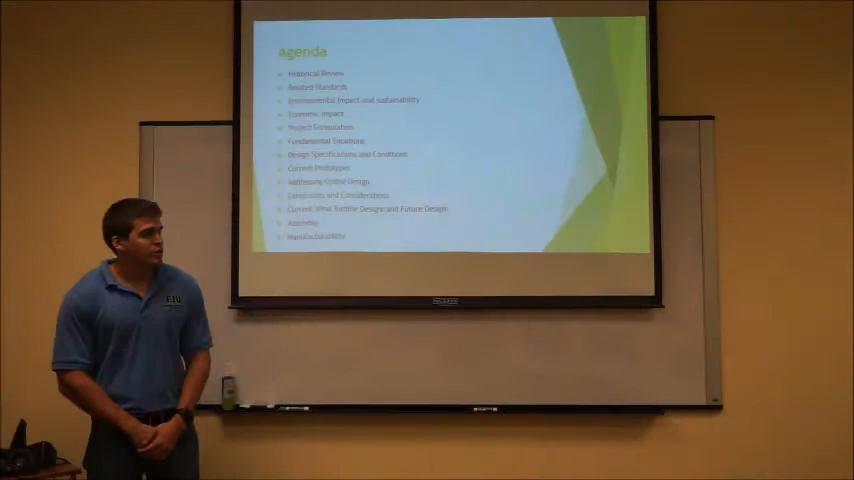 Agenda
Historical Review
Related Standards
Environmental Impact and sustainability
Economic Impact
Project Formulation
Fundamental Equations
Design Specifications and Conditions
Current Prototypes
Addressing Global Design
Constraints and Considerations
Current Wind Turbine Designs and Future Design
Assembly
Manufacturability
FIU